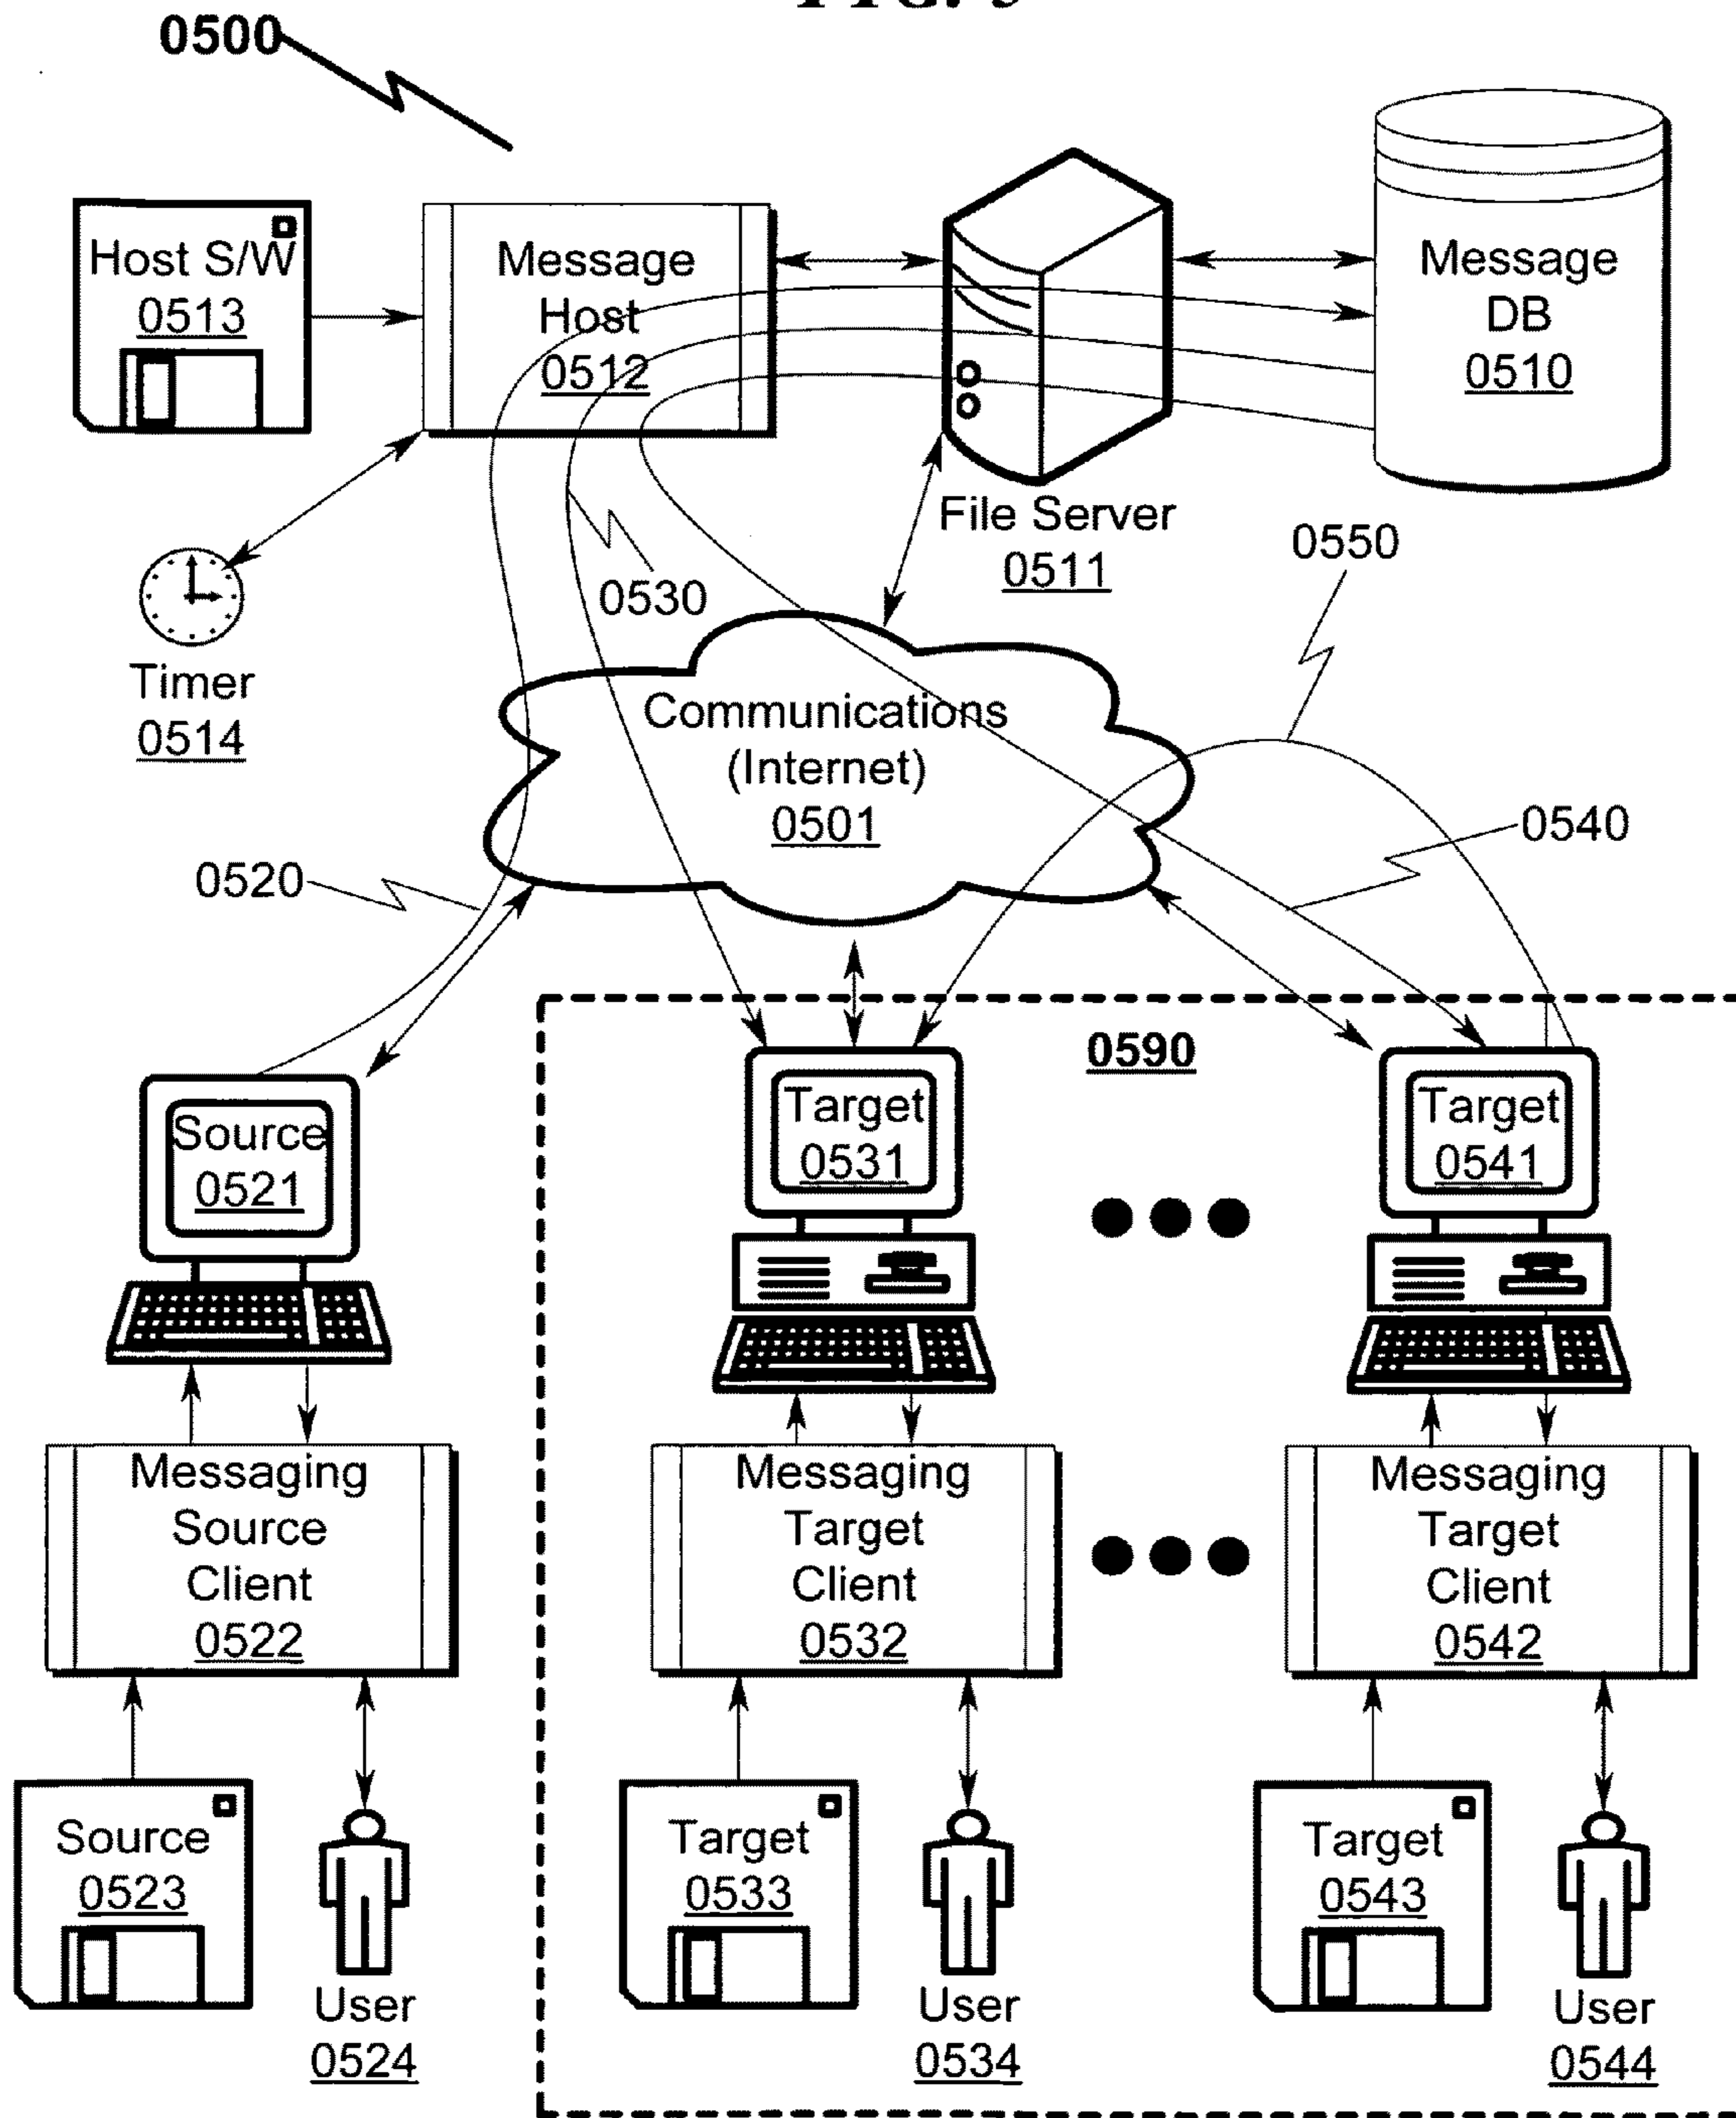 0500
Host S/W
0513
Message
Host
0512
Message
DB
0510
File Server
0511
0550
0530
Timer
0514
Communications
(Internet)
0501
0540
0520
0590
Source
0521
Target
0531
Target
0541
Messaging
Source
Client
0522
Messaging
Target
Client
0532
Messaging
Target
Client
0542
Source
0523
User
0524
Target
0533
User
0534
Target
0543
User
0544